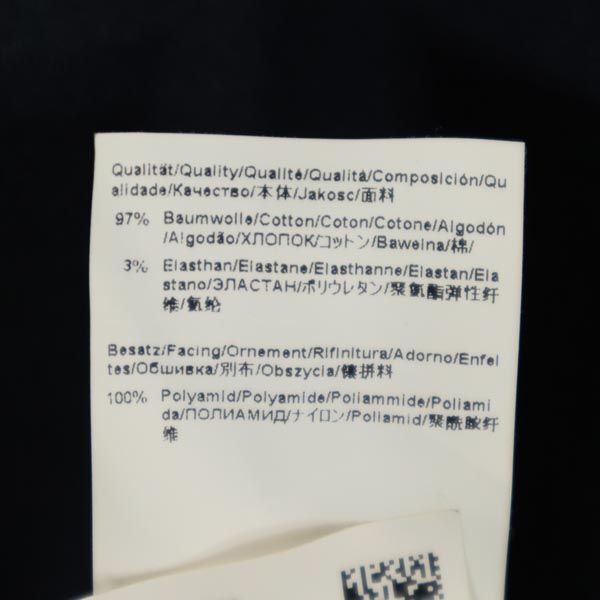 Qualität/Quality/Qualité/Qualità/Composición/Qu
alidade/Качество/本体/Jakość/面料
97% Baumwolle/Cotton/Coton/Cotone/Algodón
/Algodão/ХЛОПОК/コットン/Bawełna/棉/
3% Elasthan/Elastane/Elasthanne/Elastan/Ela
stano/ЭЛАСТАН/ポリウレタン/聚氨酯弹性纤
维/氨纶
Besatz/Facing/Ornement/Rifinitura/Adorno/Enfei
tes/Обшивка/別布/Obszycia/镶拼料
100% Polyamid/Polyamide/Poliammide/Poliami
da/ПОЛИАМИД/ナイロン/Poliamid/聚酰胺纤
维